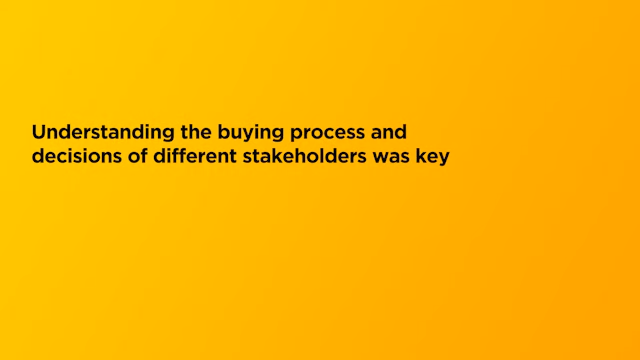 Understanding the buying process and
decisions of different stakeholders was key